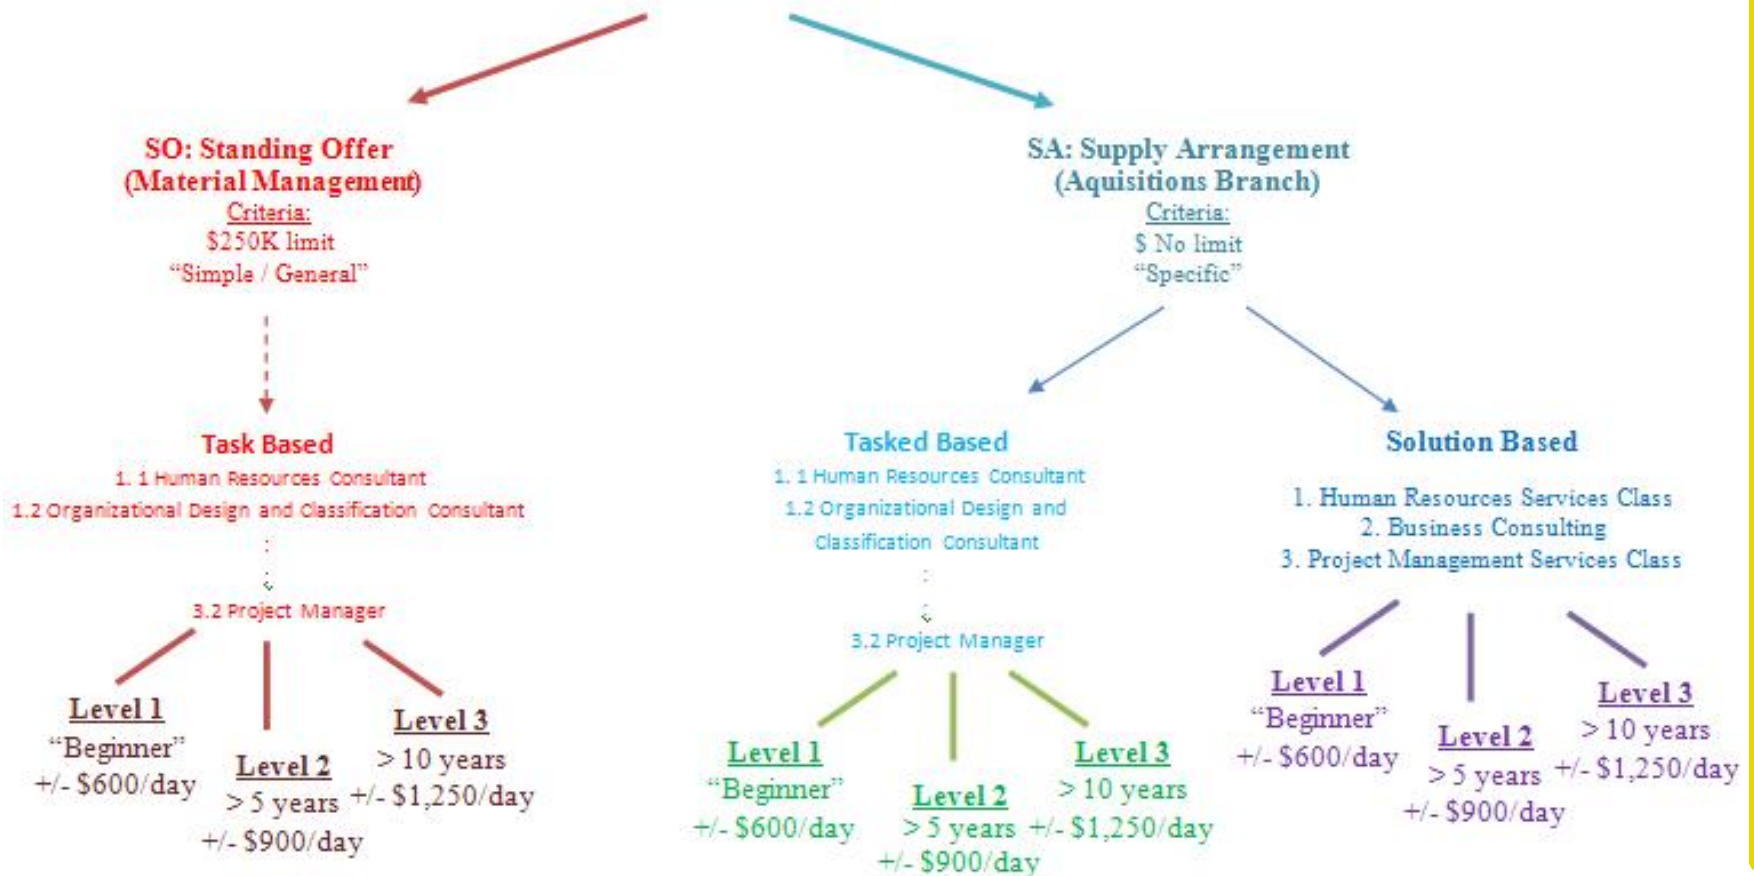 SO: Standing Offer
(Material Management)
Criteria:
$250K limit
“Simple / General”
Task Based
1. 1 Human Resources Consultant
1.2 Organizational Design and Classification Consultant
:
:
3.2 Project Manager
Level 1
“Beginner”
+/- $600/day
Level 2
> 5 years
+/- $900/day
Level 3
> 10 years
+/- $1,250/day
SA: Supply Arrangement
(Aquisitions Branch)
Criteria:
$ No limit
“Specific”
Tasked Based
1. 1 Human Resources Consultant
1.2 Organizational Design and
Classification Consultant
:
3.2 Project Manager
Level 1
“Beginner”
+/- $600/day
Level 2
> 5 years
+/- $900/day
Level 3
> 10 years
+/- $1,250/day
Solution Based
1. Human Resources Services Class
2. Business Consulting
3. Project Management Services Class
Level 1
“Beginner”
+/- $600/day
Level 2
> 5 years
+/- $900/day
Level 3
> 10 years
+/- $1,250/day